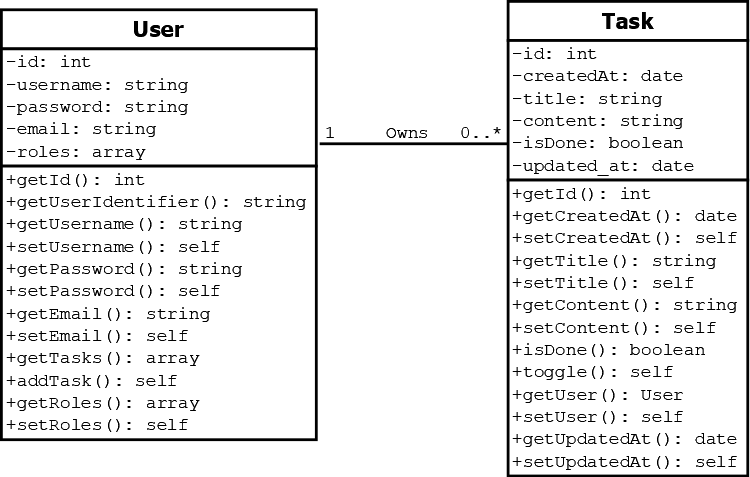 User
-id: int
-username: string
-password: string
-email: string
-roles: array
+getId(): int
+getUserIdentifier(): string
+getUsername(): string
+setUsername(): self
+getPassword(): string
+setPassword(): self
+getEmail(): string
+setEmail(): self
+getTasks(): array
+addTask(): self
+getRoles(): array
+setRoles(): self
1 Owns 0..*
Task
-id: int
-createdAt: date
-title: string
-content: string
-isDone: boolean
-updated_at: date
+getId(): int
+getCreatedAt(): date
+setCreatedAt(): self
+getTitle(): string
+setTitle(): self
+getContent(): string
+setContent(): self
+isDone(): boolean
+toggle(): self
+getUser(): User
+setUser(): self
+getUpdatedAt(): date
+setUpdatedAt(): self